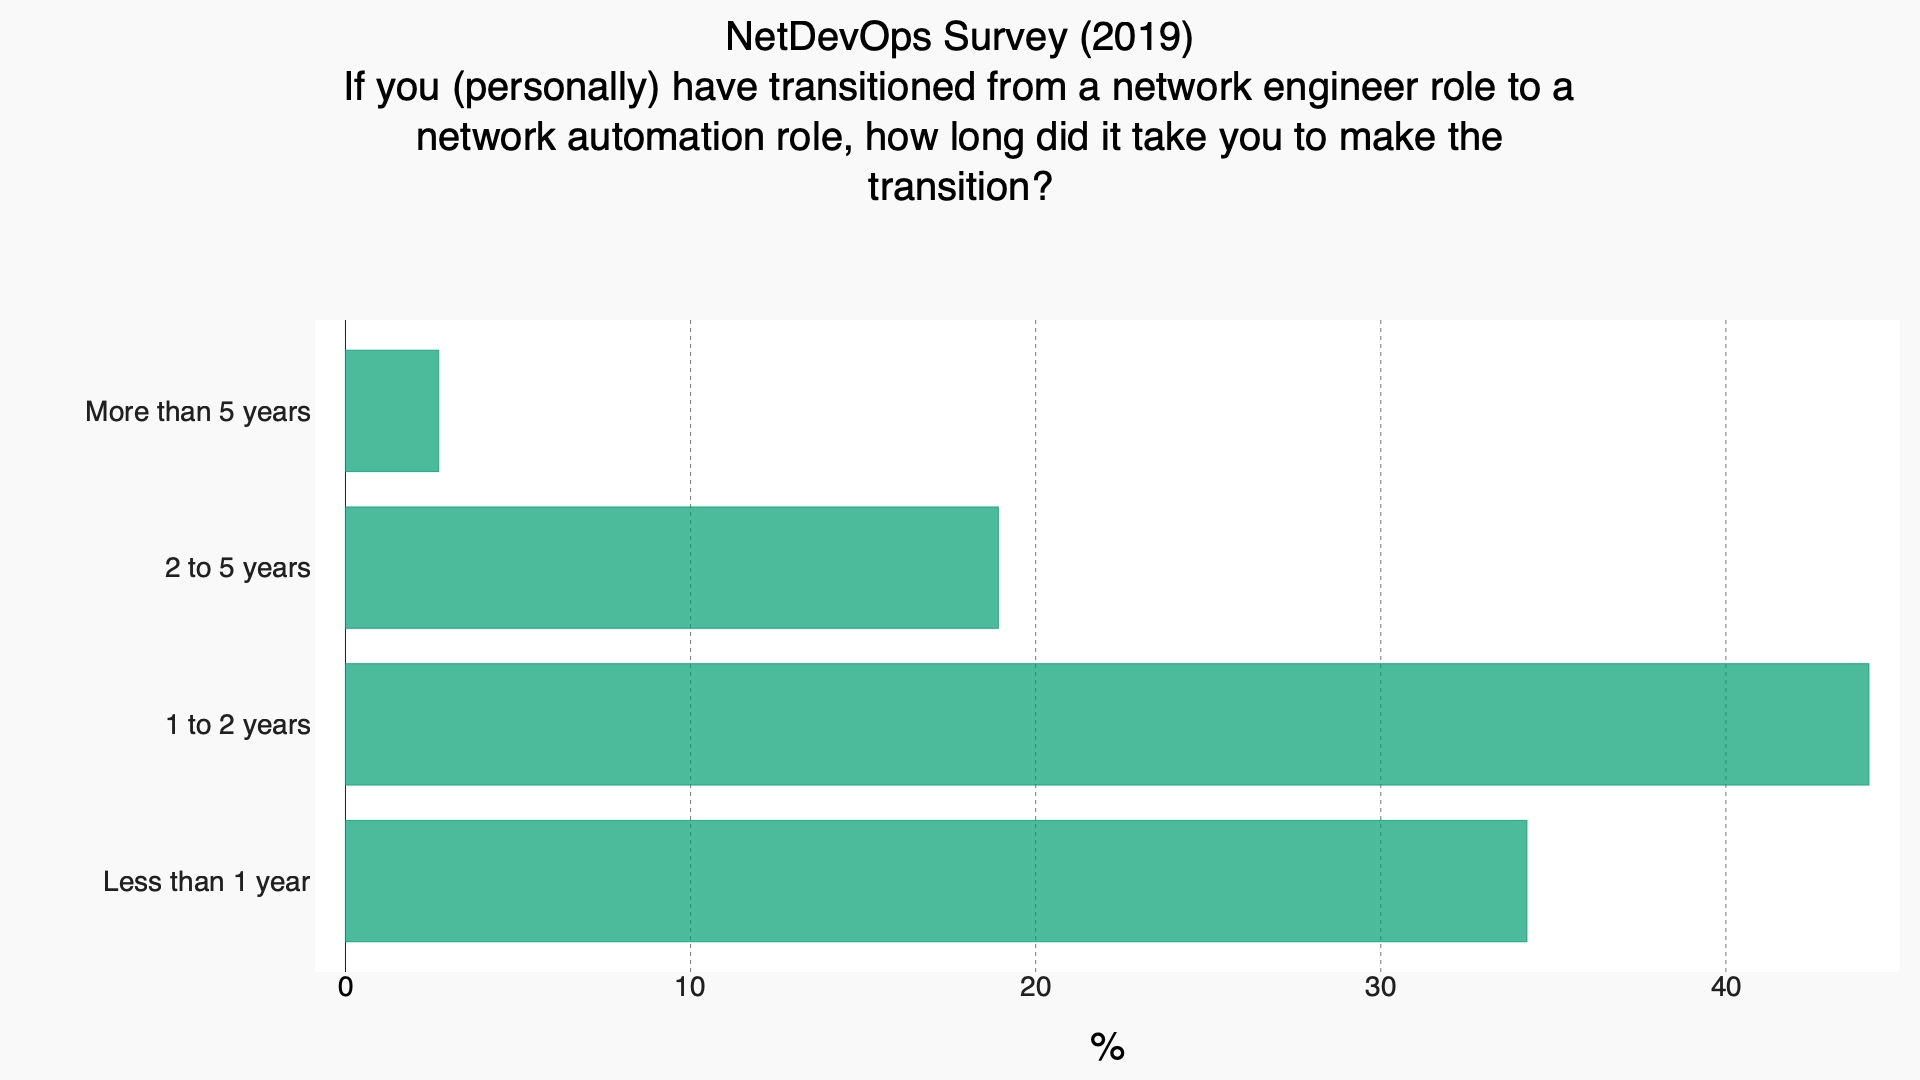 NetDevOps Survey (2019)
If you (personally) have transitioned from a network engineer role to a
network automation role, how long did it take you to make the
transition?
More than 5 years
2 to 5 years
1 to 2 years
Less than 1 year
0 10 20 30 40
%